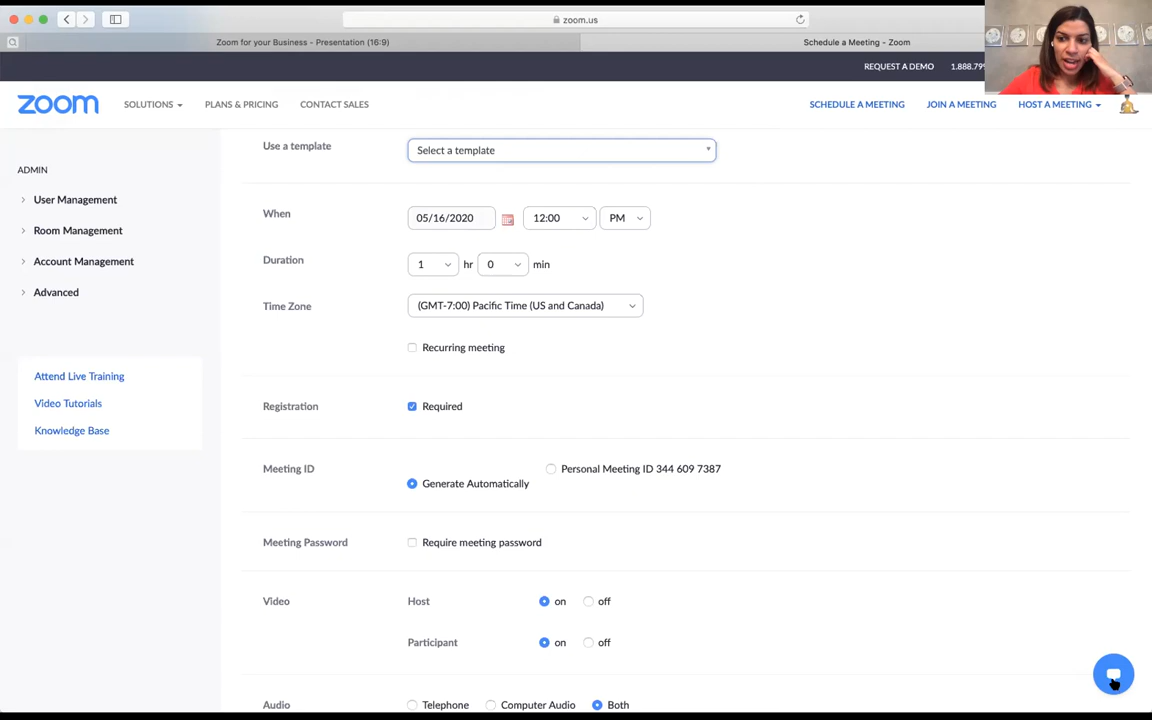 zoom.us
Zoom for your Business - Presentation (16:9)
Schedule a Meeting - Zoom
REQUEST A DEMO
1.888.79
zoom
SOLUTIONS
PLANS & PRICING
CONTACT SALES
SCHEDULE A MEETING
JOIN A MEETING
HOST A MEETING
ADMIN
User Management
Room Management
Account Management
Advanced
Attend Live Training
Video Tutorials
Knowledge Base
Use a template
Select a template
When
05/16/2020
12:00
PM
Duration
1
hr
0
min
Time Zone
(GMT-7:00) Pacific Time (US and Canada)
Recurring meeting
Registration
Required
Meeting ID
Personal Meeting ID 344 609 7387
Generate Automatically
Meeting Password
Require meeting password
Video
Host
on
off
Participant
on
off
Audio
Telephone
Computer Audio
Both